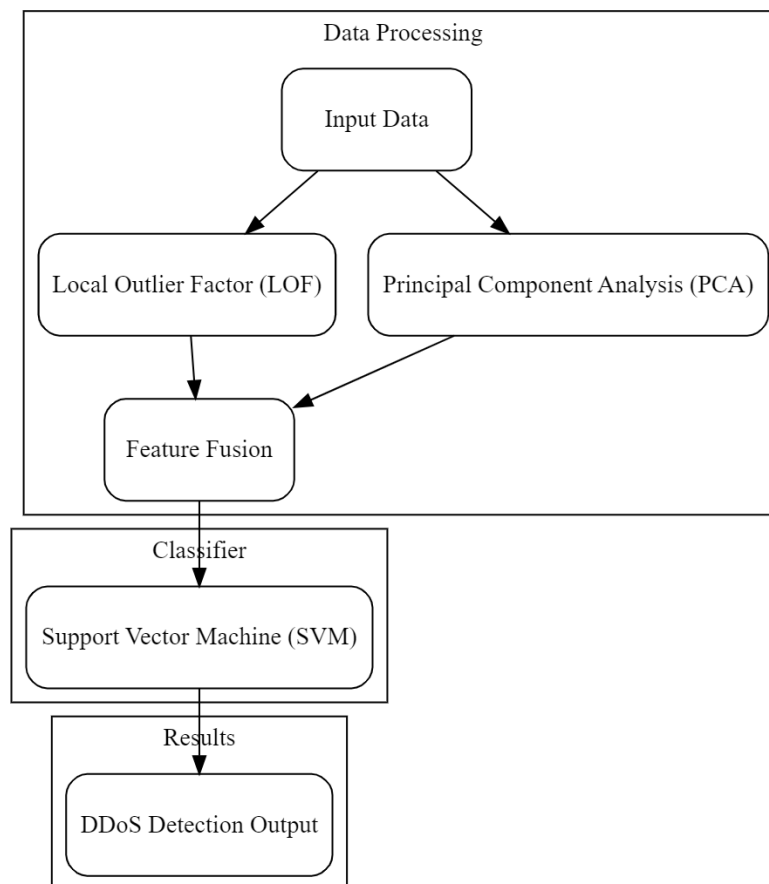 Data Processing
Input Data
Local Outlier Factor (LOF)
Principal Component Analysis (PCA)
Feature Fusion
Classifier
Support Vector Machine (SVM)
Results
DDoS Detection Output